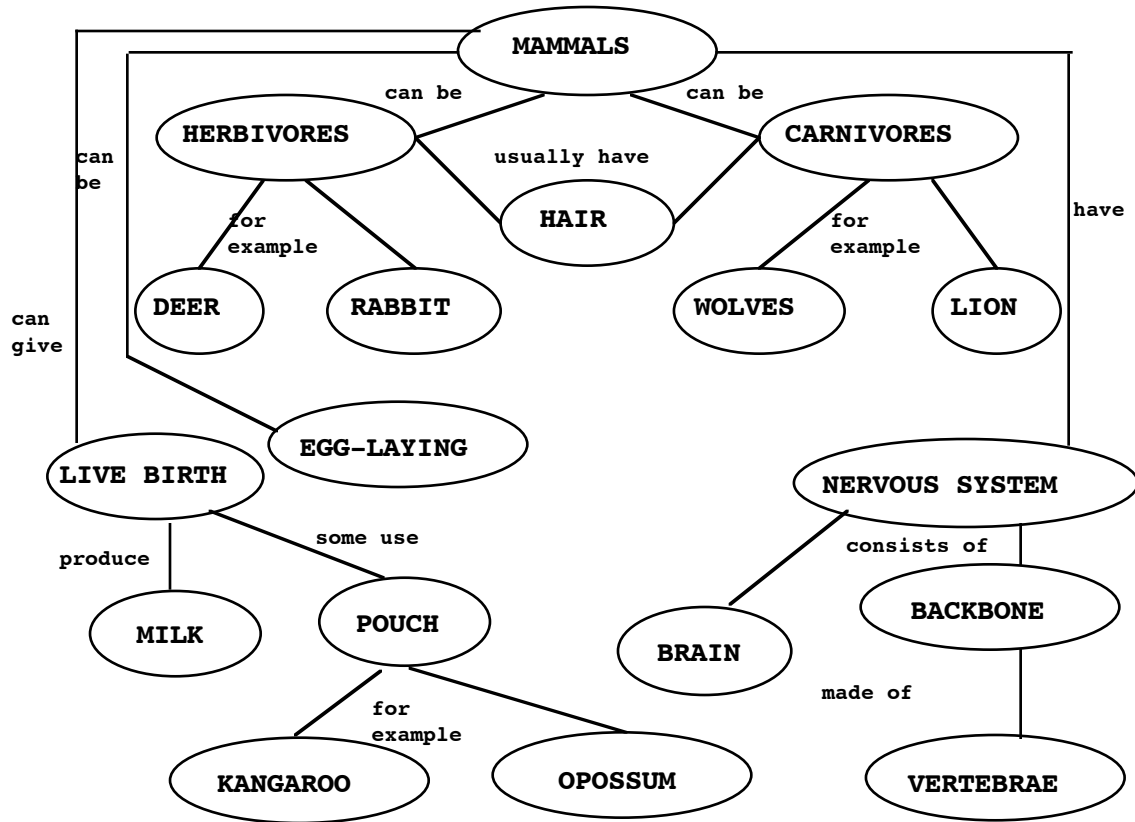 MAMMALS
can be
can be
HERBIVORES
CARNIVORES
can
be
usually have
HAIR
have
for
example
for
example
DEER
RABBIT
WOLVES
LION
can
give
EGG-LAYING
LIVE BIRTH
NERVOUS SYSTEM
some use
consists of
produce
MILK
POUCH
BACKBONE
BRAIN
made of
for
example
KANGAROO
OPOSSUM
VERTEBRAE